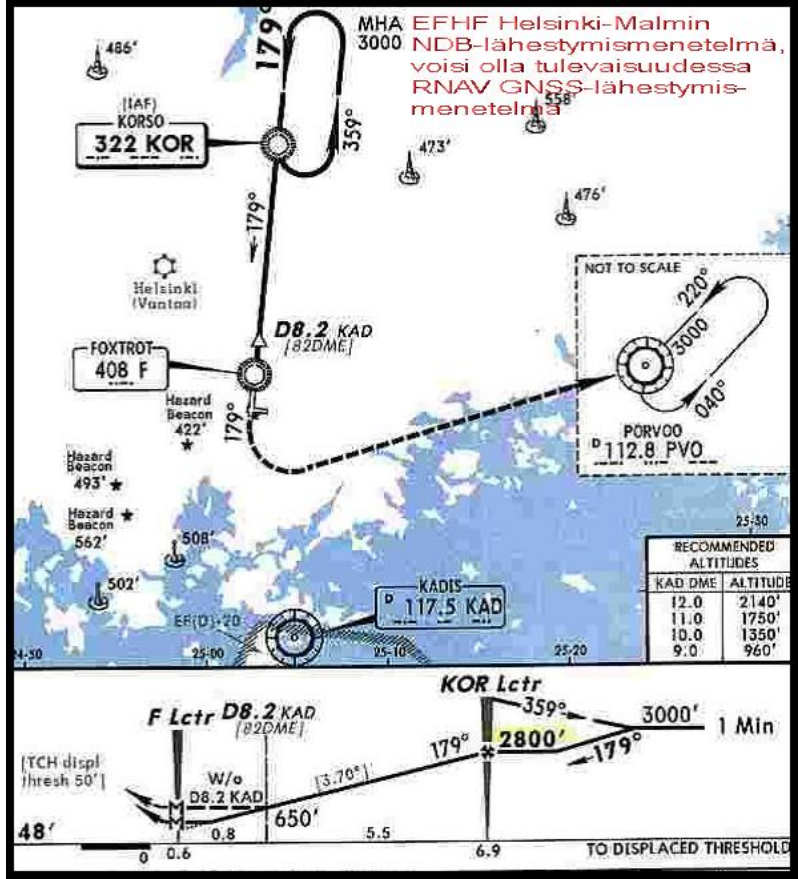 179°
MHA
3000
EFHF Helsinki-Malmin
NDB-lähestymismenetelmä,
voisi olla tulevaisuudessa
RNAV GNSS-lähestymis-
menetelmä
486'
558'
(IAF)
KORSO
322 KOR
359°
473'
179°
476'
Helsinki
(Vantaa)
NOT TO SCALE
220°
3000
040°
PORVOO
D 112.8 PVO
D8.2 KAD
[82DME]
FOXTROT
408 F
179°
Hazard
Beacon
422'
Hazard
Beacon
493'
Hazard
Beacon
562'
508'
502'
25-30
RECOMMENDED
ALTITUDES
KAD DME ALTITUDE
12.0 2140'
11.0 1750'
10.0 1350'
9.0 960'
KADIS
D 117.5 KAD
EF(D)-20
24-50
25-00
25-10
25-20
KOR Lctr
F Lctr
D8.2 KAD
[82DME]
359°
3000'
1 Min
179°
2800'
179°
[TCH displ
thresh 50']
W/o
D8.2 KAD
[3.70°]
650'
48'
0.8
5.5
0
0.6
6.9
TO DISPLACED THRESHOLD